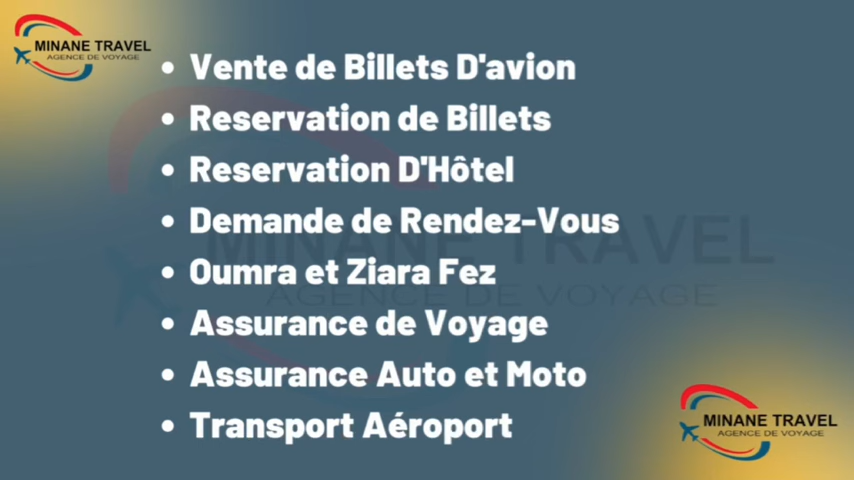 MINANE TRAVEL
AGENCE DE VOYAGE
• Vente de Billets D'avion
• Reservation de Billets
• Reservation D'Hôtel
• Demande de Rendez-Vous
• Oumra et Ziara Fez
• Assurance de Voyage
• Assurance Auto et Moto
• Transport Aéroport
MINANE TRAVEL
AGENCE DE VOYAGE
MINANE TRAVEL
AGENCE DE VOYAGE